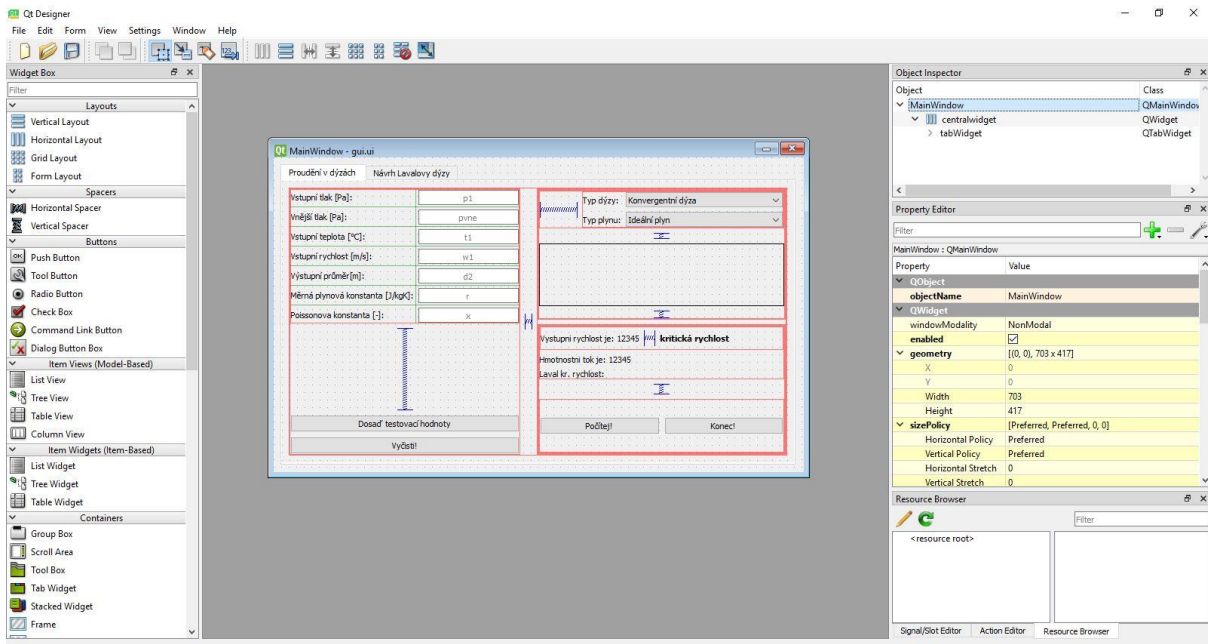 Qt Designer
File Edit Form View Settings Window Help
Widget Box
Filter
Layouts
Vertical Layout
Horizontal Layout
Grid Layout
Form Layout
Spacers
Horizontal Spacer
Vertical Spacer
Buttons
Push Button
Tool Button
Radio Button
Check Box
Command Link Button
Dialog Button Box
Item Views (Model-Based)
List View
Tree View
Table View
Column View
Item Widgets (Item-Based)
List Widget
Tree Widget
Table Widget
Containers
Group Box
Scroll Area
Tool Box
Tab Widget
Stacked Widget
Frame
MainWindow - gui.ui
Proudění v dýzách Návrh Lavalovy dýzy
Vstupní tlak [Pa]: p1
Vnější tlak [Pa]: pvne
Vstupní teplota [°C]: t1
Vstupní rychlost [m/s]: w1
Výstupní průměr[m]: d2
Měrná plynová konstanta [J/kgK]: r
Poissonova konstanta [-]: x
Dosaď testovací hodnoty
Vyčisti!
Typ dýzy: Konvergentní dýza
Typ plynu: Ideální plyn
Vystupni rychlost je: 12345 kritická rychlost
Hmotnostni tok je: 12345
Laval kr. rychlost:
Počítej! Konec!
Object Inspector
Object Class
MainWindow QMainWindow
centralwidget QWidget
tabWidget QTabWidget
Property Editor
Filter
MainWindow : QMainWindow
Property Value
QObject
objectName MainWindow
QWidget
windowModality NonModal
enabled
geometry [(0, 0), 703 x 417]
X 0
Y 0
Width 703
Height 417
sizePolicy [Preferred, Preferred, 0, 0]
Horizontal Policy Preferred
Vertical Policy Preferred
Horizontal Stretch 0
Vertical Stretch 0
Resource Browser
Filter
<resource root>
Signal/Slot Editor Action Editor Resource Browser